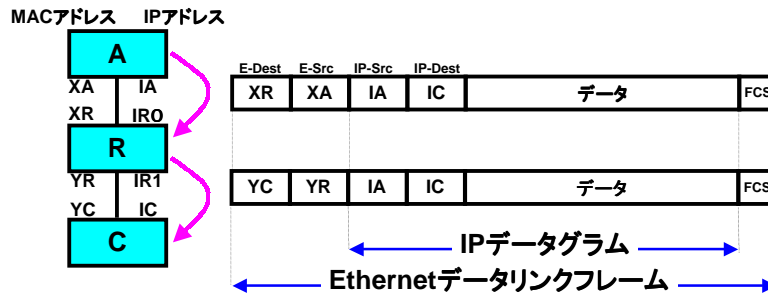 MACアドレス IPアドレス
A
XA IA
XR IR0
R
YR IR1
YC IC
C
E-Dest E-Src IP-Src IP-Dest
XR XA IA IC データ FCS
YC YR IA IC データ FCS
IPデータグラム
Ethernetデータリンクフレーム